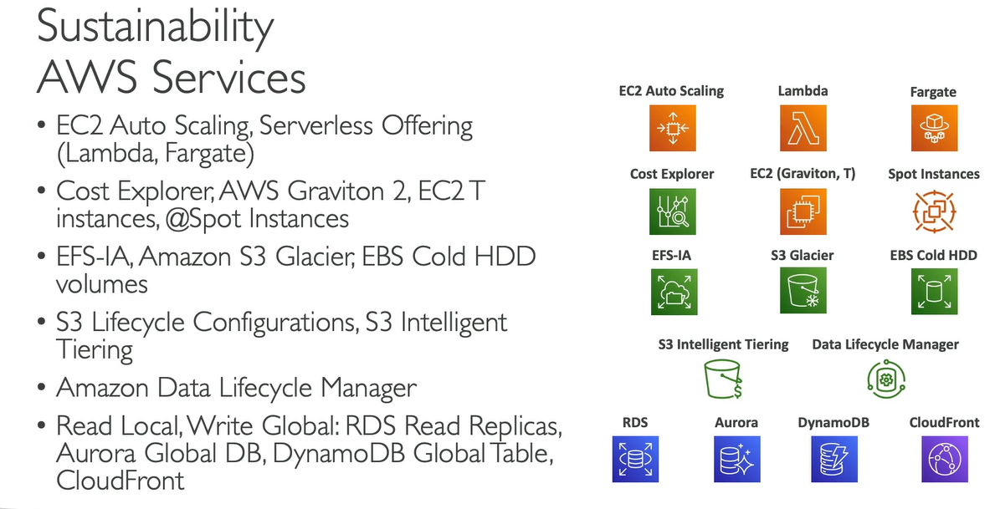 Sustainability
AWS Services
• EC2 Auto Scaling, Serverless Offering
(Lambda, Fargate)
• Cost Explorer, AWS Graviton 2, EC2 T
instances, @Spot Instances
• EFS-IA, Amazon S3 Glacier, EBS Cold HDD
volumes
• S3 Lifecycle Configurations, S3 Intelligent
Tiering
• Amazon Data Lifecycle Manager
• Read Local, Write Global: RDS Read Replicas,
Aurora Global DB, DynamoDB Global Table,
CloudFront
EC2 Auto Scaling
Lambda
Fargate
Cost Explorer
EC2 (Graviton, T)
Spot Instances
EFS-IA
S3 Glacier
EBS Cold HDD
S3 Intelligent Tiering
Data Lifecycle Manager
RDS
Aurora
DynamoDB
CloudFront